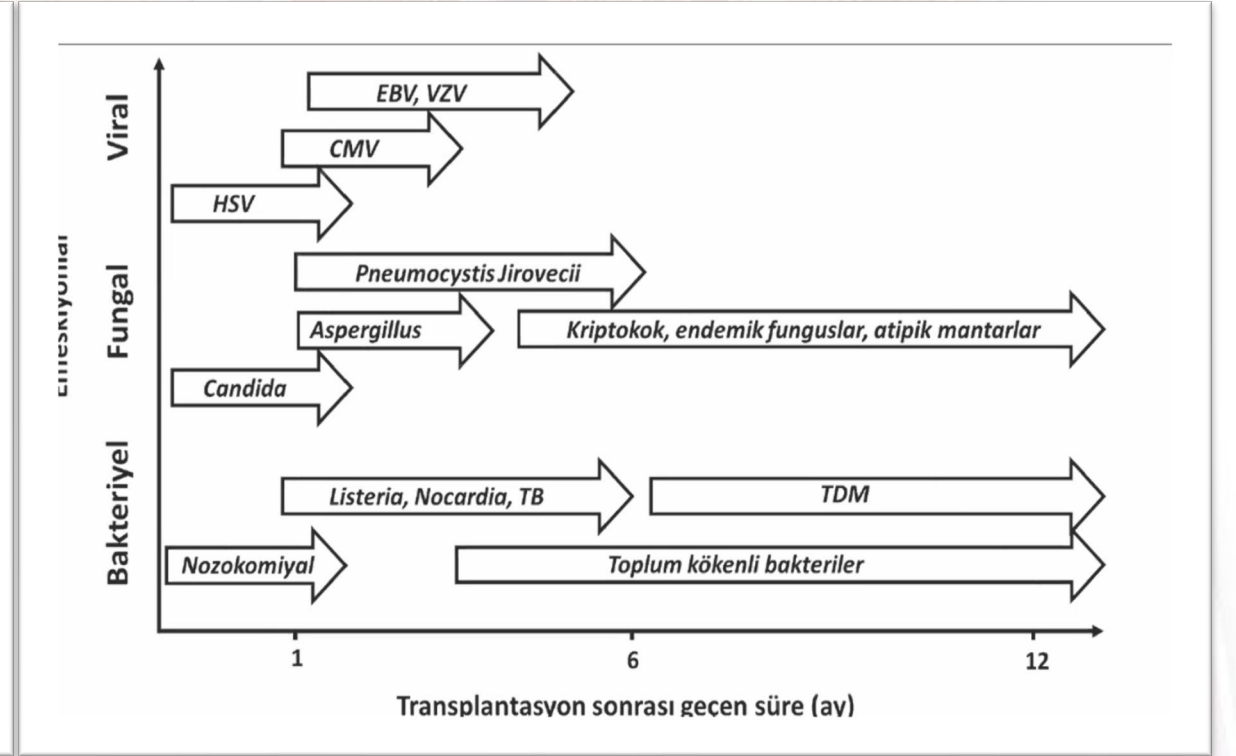 Viral
EBV, VZV
CMV
HSV
Fungal
Pneumocystis Jirovecii
Aspergillus
Kriptokok, endemik funguslar, atipik mantarlar
Candida
Bakteriyel
Listeria, Nocardia, TB
TDM
Nozokomiyal
Toplum kökenli bakteriler
1
6
12
Transplantasyon sonrası geçen süre (ay)